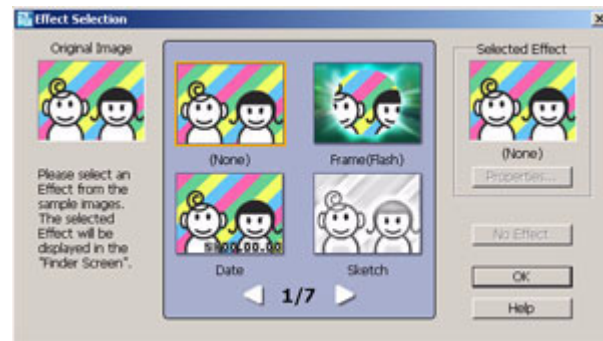 Effect Selection
Original Image
Please select an
Effect from the
sample images.
The selected
Effect will be
displayed in the
"Finder Screen".
(None)
Frame(Flash)
Date
Sketch
1/7
Selected Effect
(None)
Properties...
No Effect
OK
Help